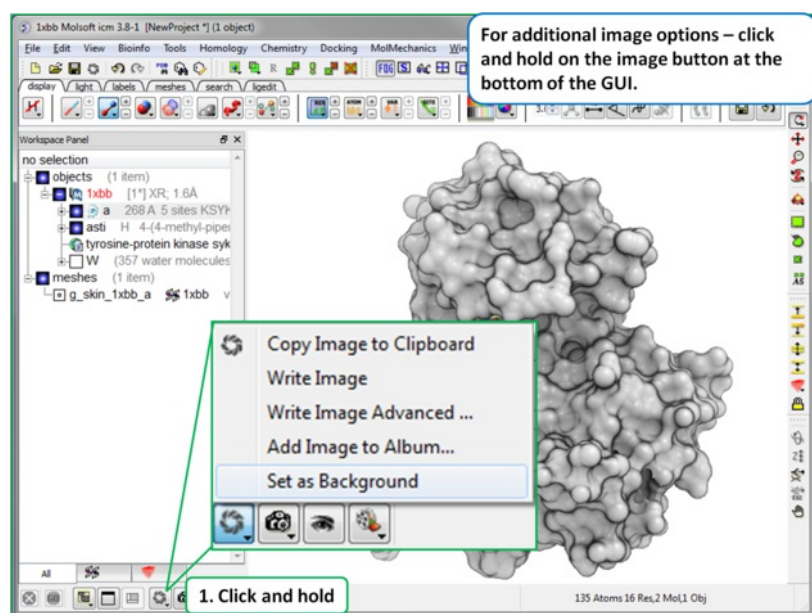 1xbb Molsoft icm 3.8-1 [NewProject *] (1 object)
For additional image options – click
and hold on the image button at the
bottom of the GUI.
File Edit View Bioinfo Tools Homology Chemistry Docking MolMechanics
display light labels meshes search ligedit
Workspace Panel
no selection
objects (1 item)
1xbb [1*] XR; 1.6Å
a 268 A 5 sites KSYK
asti H 4-(4-methyl-piper
tyrosine-protein kinase syk
W (357 water molecules
meshes (1 item)
g_skin_1xbb_a 1xbb
Copy Image to Clipboard
Write Image
Write Image Advanced ...
Add Image to Album...
Set as Background
All
1. Click and hold
135 Atoms 16 Res,2 Mol,1 Obj